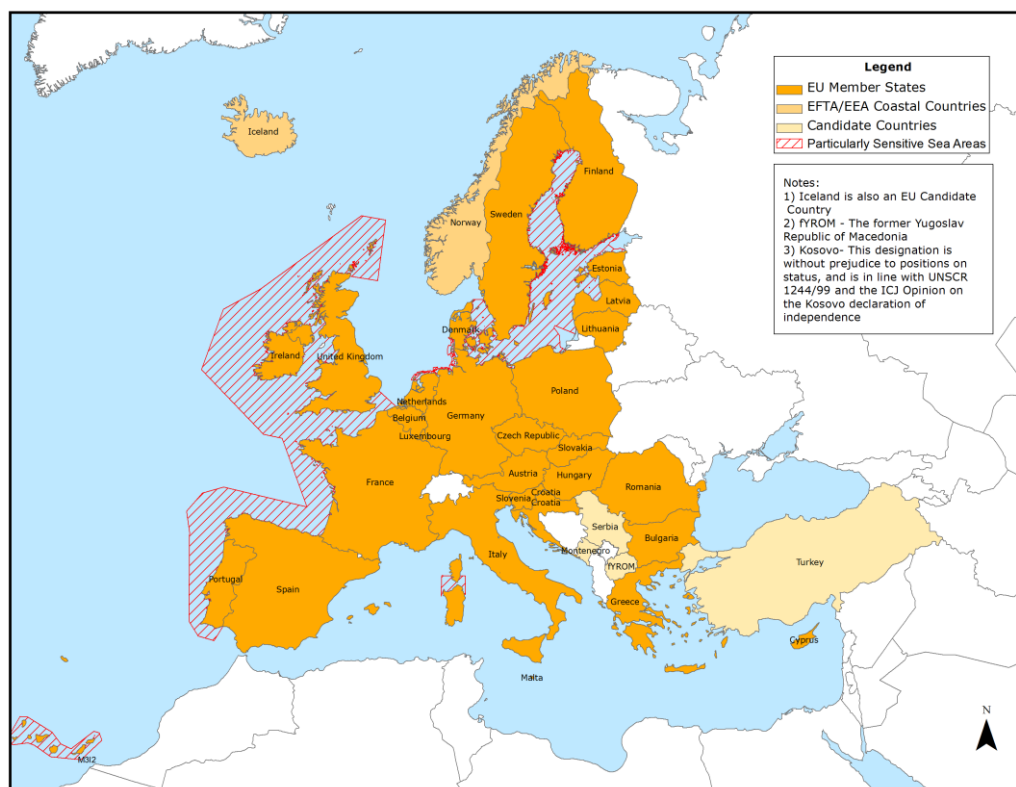 Legend
EU Member States
EFTA/EEA Coastal Countries
Candidate Countries
Particularly Sensitive Sea Areas
Notes:
1) Iceland is also an EU Candidate
Country
2) fYROM - The former Yugoslav
Republic of Macedonia
3) Kosovo- This designation is
without prejudice to positions on
status, and is in line with UNSCR
1244/99 and the ICJ Opinion on
the Kosovo declaration of
independence
Iceland
Finland
Norway
Sweden
Estonia
Latvia
Denmark
Lithuania
Ireland
United Kingdom
Netherlands
Poland
Belgium
Germany
Luxembourg
Czech Republic
Slovakia
Austria
Hungary
France
Romania
Slovenia
Croatia
Croatia
Serbia
Bulgaria
Italy
Montenegro
fYROM
Turkey
Portugal
Spain
Greece
Cyprus
Malta
N
M3I2